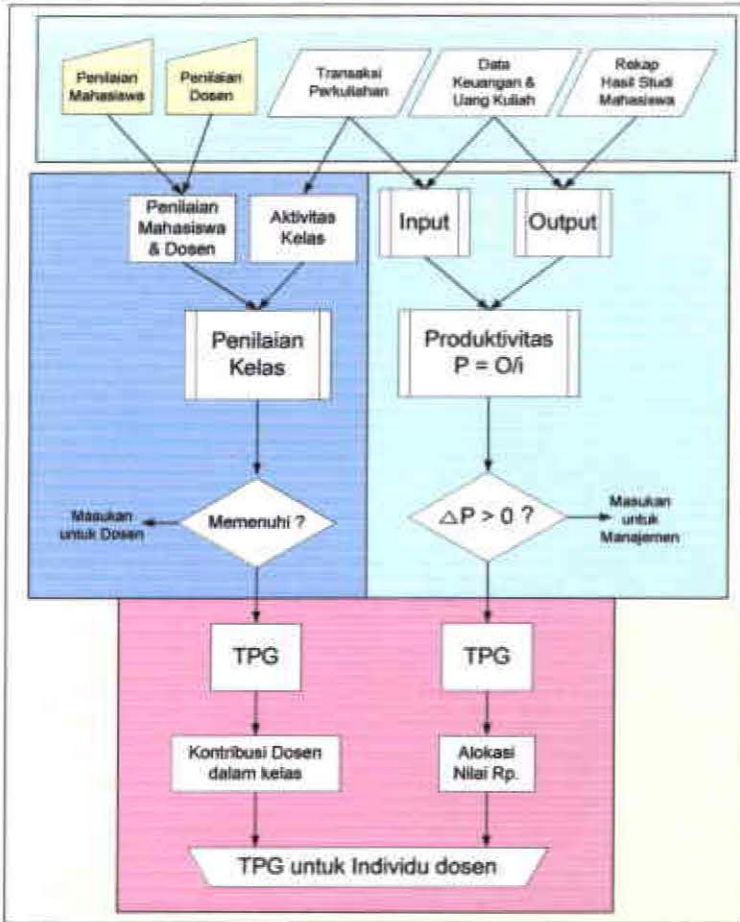 Penilaian
Mahasiswa
Penilaian
Dosen
Transaksi
Perkuliahan
Data
Keuangan &
Uang Kuliah
Rekap
Hasil Studi
Mahasiswa
Penilaian
Mahasiswa
& Dosen
Aktivitas
Kelas
Input
Output
Penilaian
Kelas
Produktivitas
P = O/i
Masukan
untuk Dosen
Memenuhi ?
△P > 0 ?
Masukan
untuk
Manajemen
TPG
TPG
Kontribusi Dosen
dalam kelas
Alokasi
Nilai Rp.
TPG untuk Individu dosen